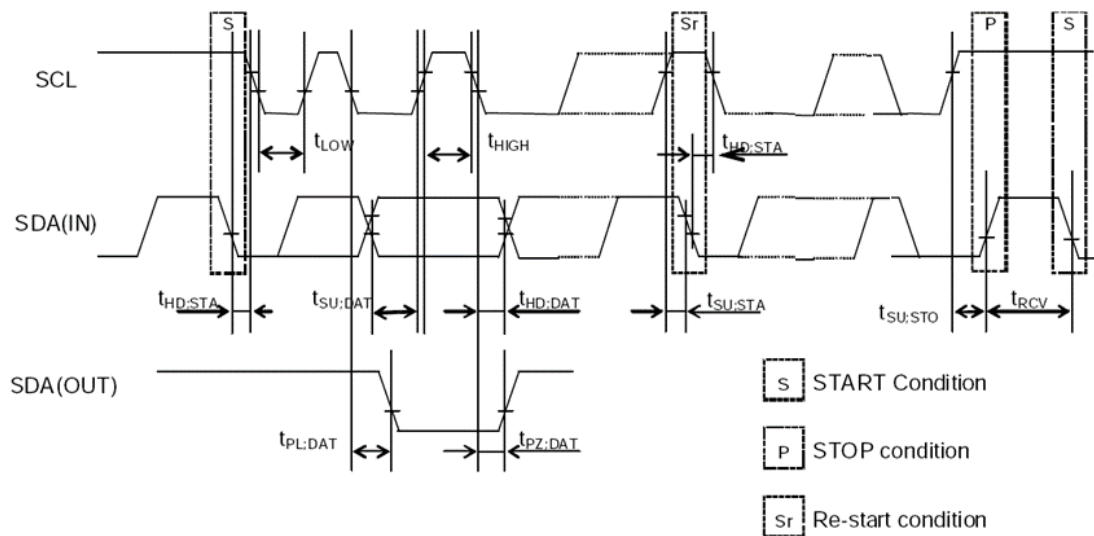 S Sr P S
SCL
tLOW tHIGH tHD;STA
SDA(IN)
tHD;STA tSU;DAT tHD;DAT tSU;STA tSU;STO tRCV
SDA(OUT)
S START Condition
tPL;DAT tPZ;DAT
P STOP condition
Sr Re-start condition